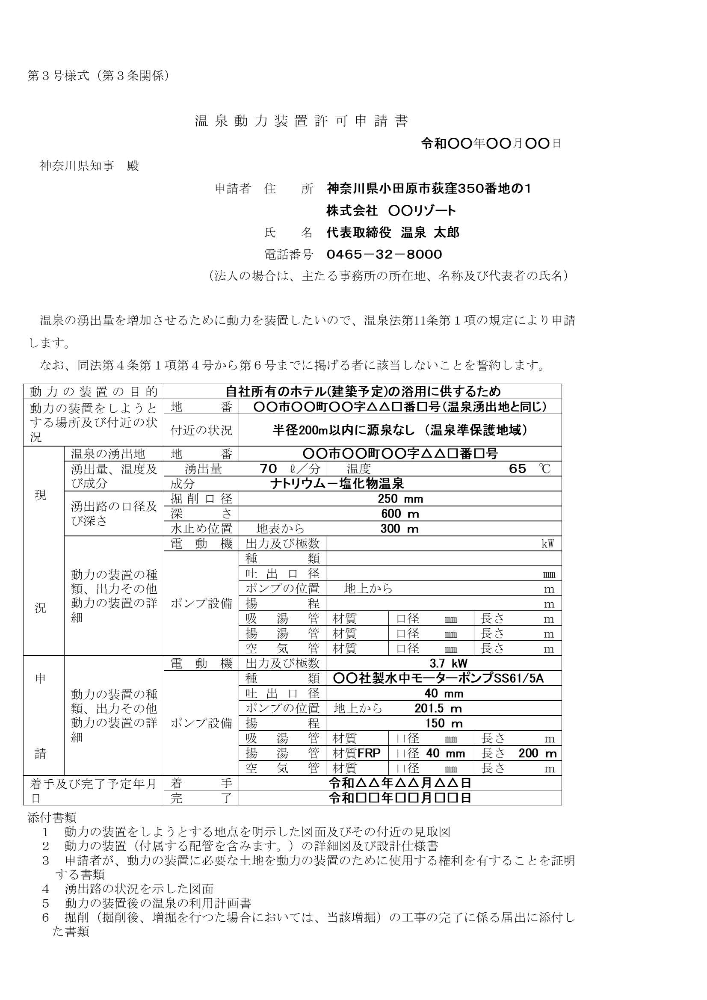 第３号様式（第３条関係）
温泉動力装置許可申請書
令和〇〇年〇〇月〇〇日
神奈川県知事　殿
申請者　住　　所　神奈川県小田原市荻窪350番地の1
株式会社　〇〇リゾート
氏　　名　代表取締役　温泉　太郎
電話番号　0465－32－8000
（法人の場合は、主たる事務所の所在地、名称及び代表者の氏名）
温泉の湧出量を増加させるために動力を装置したいので、温泉法第11条第１項の規定により申請
します。
なお、同法第４条第１項第４号から第６号までに掲げる者に該当しないことを誓約します。
動力の装置の目的　自社所有のホテル(建築予定)の浴用に供するため
動力の装置をしようと
する場所及び付近の状
況
地　　番　〇〇市〇〇町〇〇字△△□番□号（温泉湧出地と同じ）
付近の状況　半径200m以内に源泉なし　（温泉準保護地域）
現
況
温泉の湧出地　地　　番　〇〇市〇〇町〇〇字△△□番□号
湧出量、温度及
び成分
湧出量　70　ℓ／分　温度　65　℃
成分　ナトリウム－塩化物温泉
湧出路の口径及
び深さ
掘削口径　250 mm
深　　さ　600 m
水止め位置　地表から　300 m
動力の装置の種
類、出力その他
動力の装置の詳
細
電　動　機　出力及び極数　kW
ポンプ設備
種　　類
吐出口径　㎜
ポンプの位置　地上から　ｍ
揚　　程　ｍ
吸　湯　管　材質　口径　㎜　長さ　ｍ
揚　湯　管　材質　口径　㎜　長さ　ｍ
空　気　管　材質　口径　㎜　長さ　ｍ
申
請
動力の装置の種
類、出力その他
動力の装置の詳
細
電　動　機　出力及び極数　3.7 kW
ポンプ設備
種　　類　〇〇社製水中モーターポンプSS61/5A
吐出口径　40 mm
ポンプの位置　地上から　201.5 m
揚　　程　150 m
吸　湯　管　材質　口径　㎜　長さ　ｍ
揚　湯　管　材質FRP　口径 40 mm　長さ　200 m
空　気　管　材質　口径　㎜　長さ　ｍ
着手及び完了予定年月
日
着　　手　令和△△年△△月△△日
完　　了　令和□□年□□月□□日
添付書類
１　動力の装置をしようとする地点を明示した図面及びその付近の見取図
２　動力の装置（付属する配管を含みます。）の詳細図及び設計仕様書
３　申請者が、動力の装置に必要な土地を動力の装置のために使用する権利を有することを証明
する書類
４　湧出路の状況を示した図面
５　動力の装置後の温泉の利用計画書
６　掘削（掘削後、増掘を行つた場合においては、当該増掘）の工事の完了に係る届出に添付し
た書類